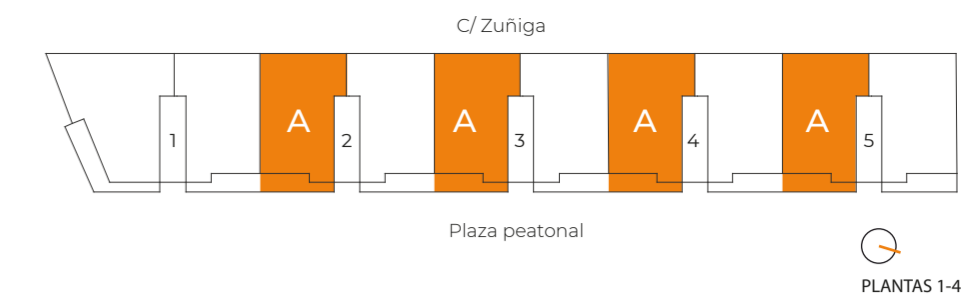 C/ Zuñiga
A A A A
1 2 3 4 5
Plaza peatonal
PLANTAS 1-4